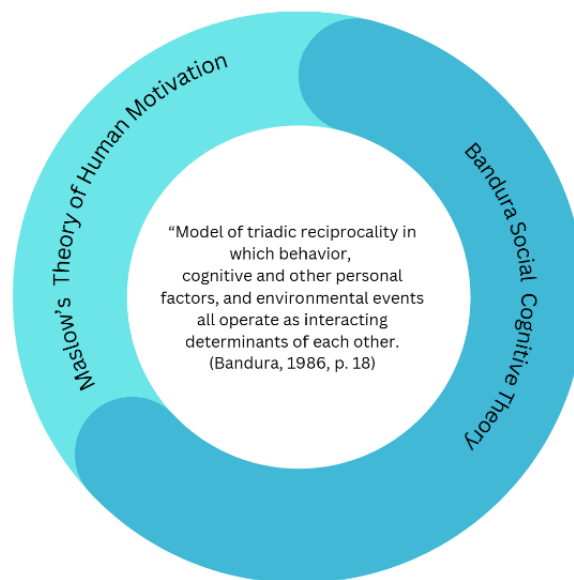 Maslow's Theory of Human Motivation
Bandura Social Cognitive Theory
“Model of triadic reciprocality in
which behavior,
cognitive and other personal
factors, and environmental events
all operate as interacting
determinants of each other.
(Bandura, 1986, p. 18)